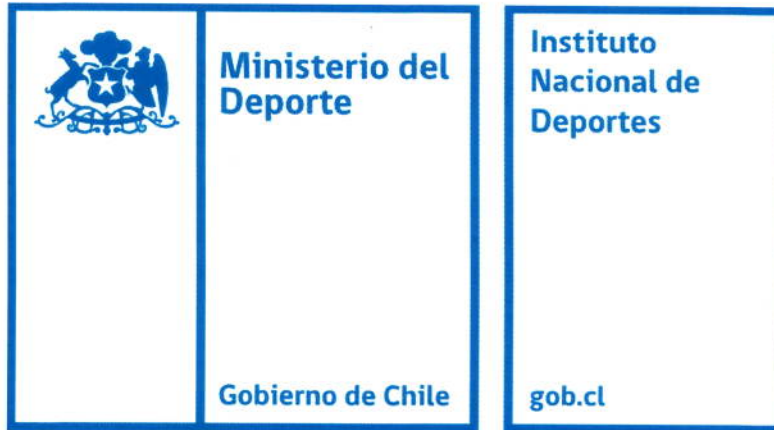 Ministerio del
Deporte
Gobierno de Chile
Instituto
Nacional de
Deportes
gob.cl